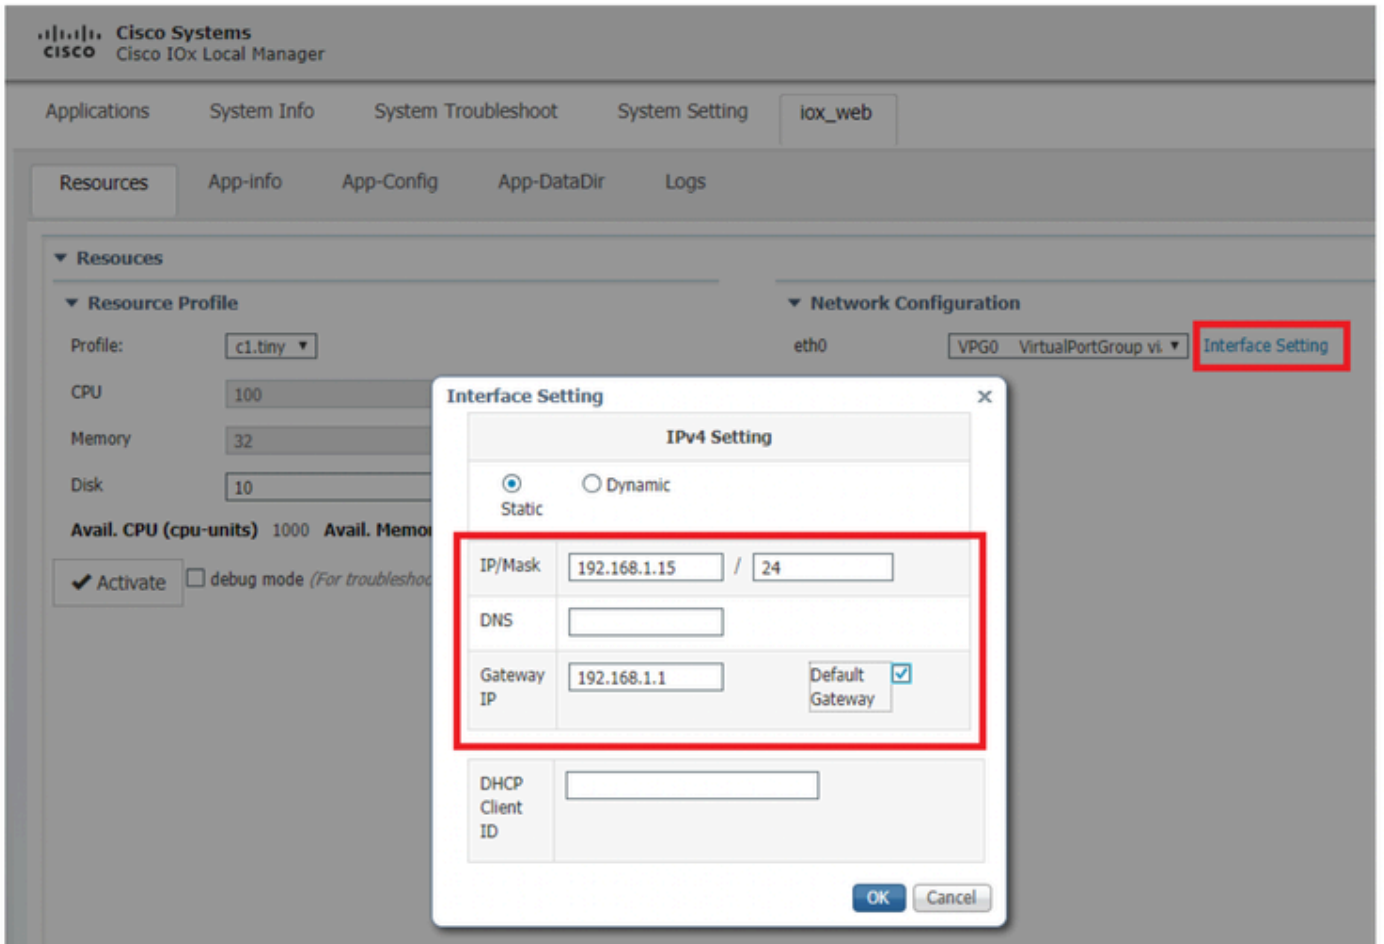 Cisco Systems
CISCO Cisco IOx Local Manager
Applications System Info System Troubleshoot System Setting iox_web
Resources App-info App-Config App-DataDir Logs
Resouces
Resource Profile Network Configuration
Profile: c1.tiny eth0 VPG0 VirtualPortGroup vi Interface Setting
CPU 100
Memory 32
Disk 10
Avail. CPU (cpu-units) 1000 Avail. Memor
Activate debug mode (For troubleshoo
Interface Setting
IPv4 Setting
Static
Dynamic
IP/Mask 192.168.1.15 / 24
DNS
Gateway IP 192.168.1.1 Default
Gateway
DHCP
Client
ID
OK Cancel